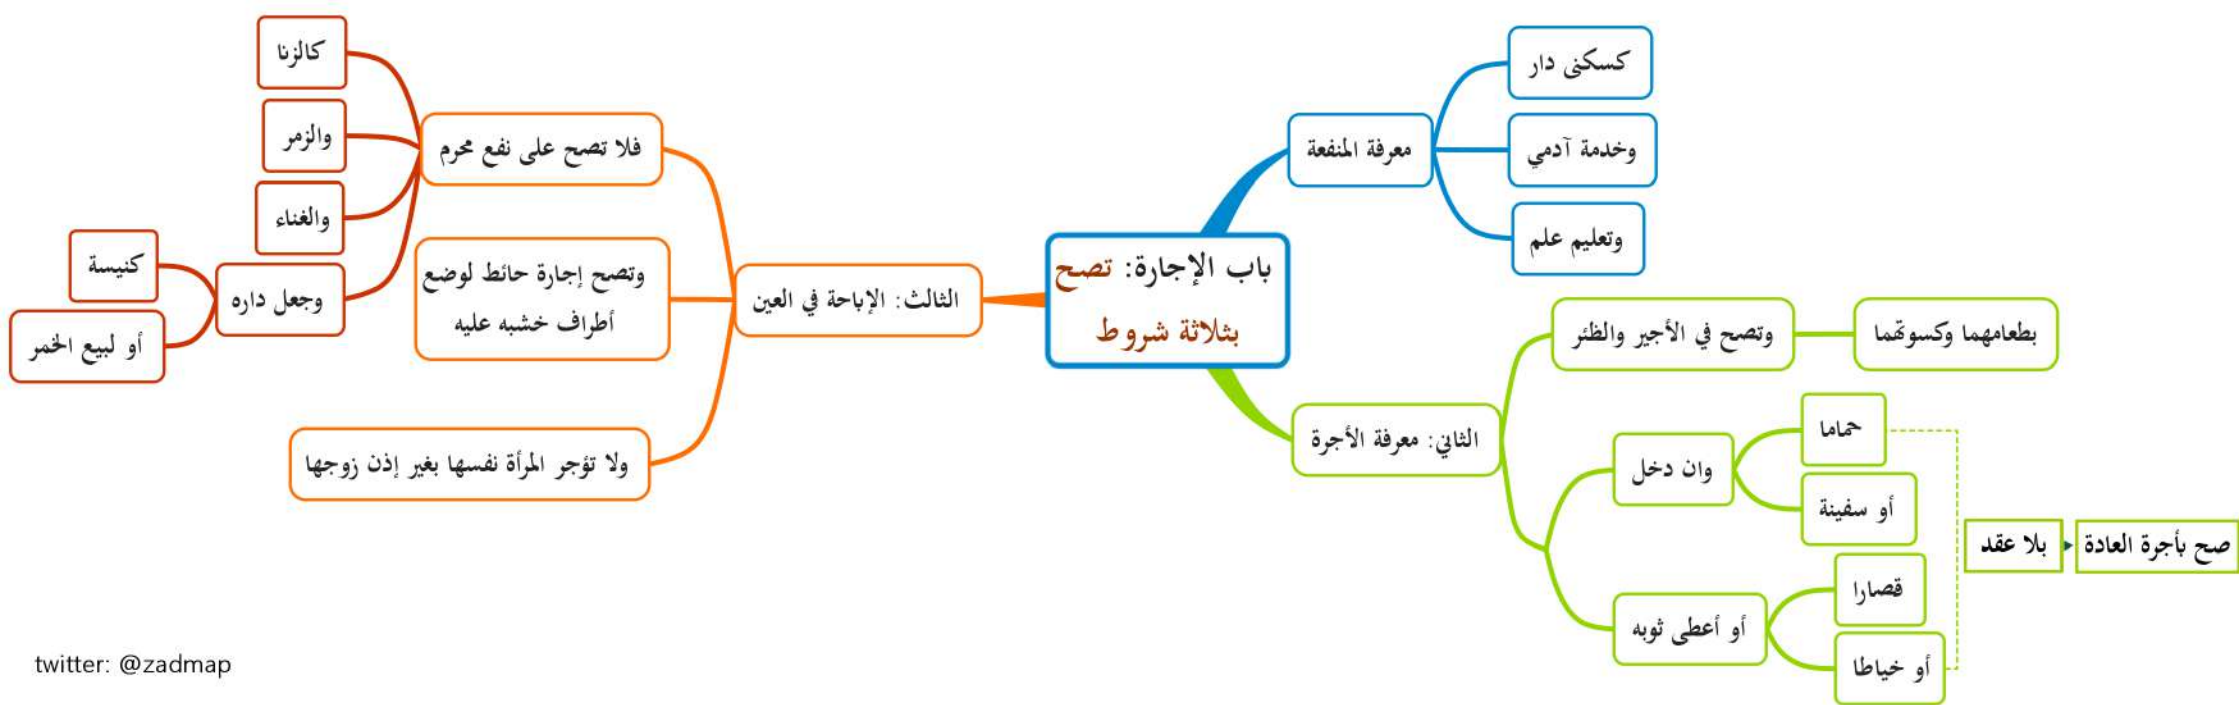 باب الإجارة: تصح
بثلاثة شروط
معرفة المنفعة
كسكنى دار
وخدمة آدمي
وتعليم علم
الثاني: معرفة الأجرة
وتصح في الأجير والظئر
بطعامهما وكسوتهما
وان دخل
حماما
أو سفينة
أو أعطى ثوبه
قصارا
أو خياطا
بلا عقد
صح بأجرة العادة
الثالث: الإباحة في العين
فلا تصح على نفع محرم
كالزنا
والزمر
والغناء
وجعل داره
كنيسة
أو لبيع الخمر
وتصح إجارة حائط لوضع
أطراف خشبه عليه
ولا تؤجر المرأة نفسها بغير إذن زوجها
twitter: @zadmap